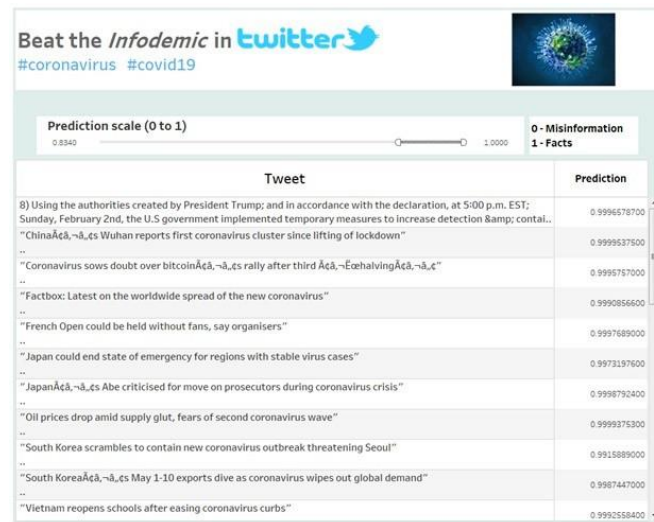 Beat the Infodemic in twitter
#coronavirus #covid19
Prediction scale (0 to 1)
0.8340
1.0000
0 - Misinformation
1 - Facts
Tweet
Prediction
8) Using the authorities created by President Trump; and in accordance with the declaration, at 5:00 p.m. EST;
Sunday, February 2nd, the U.S government implemented temporary measures to increase detection &amp; contai..
0.9996578700
"ChinaÃ¢â‚¬â„¢s Wuhan reports first coronavirus cluster since lifting of lockdown"
..
0.9999537500
"Coronavirus sows doubt over bitcoinÃ¢â‚¬â„¢s rally after third Ã¢â‚¬ËœhalvingÃ¢â‚¬â„¢"
..
0.9995757000
"Factbox: Latest on the worldwide spread of the new coronavirus"
..
0.9990856600
"French Open could be held without fans, say organisers"
..
0.9997689000
"Japan could end state of emergency for regions with stable virus cases"
..
0.9973197600
"JapanÃ¢â‚¬â„¢s Abe criticised for move on prosecutors during coronavirus crisis"
..
0.9998792400
"Oil prices drop amid supply glut, fears of second coronavirus wave"
..
0.9999375300
"South Korea scrambles to contain new coronavirus outbreak threatening Seoul"
..
0.9915889000
"South KoreaÃ¢â‚¬â„¢s May 1-10 exports dive as coronavirus wipes out global demand"
..
0.9987447000
"Vietnam reopens schools after easing coronavirus curbs"
..
0.9992558400